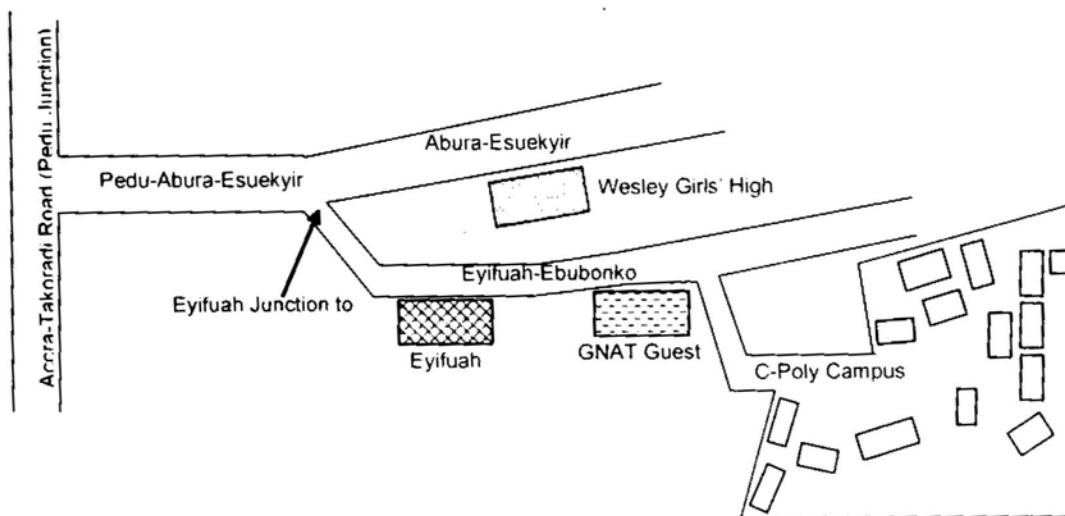 Accra-Takoradi Road (Pedu Junction)
Abura-Esuekyir
Pedu-Abura-Esuekyir
Wesley Girls' High
Eyifuah-Ebubonko
Eyifuah Junction to
Eyifuah
GNAT Guest
C-Poly Campus